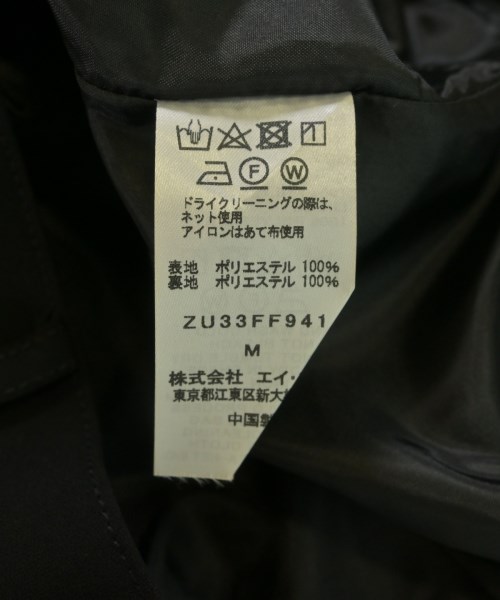 F W
ドライクリーニングの際は、
ネット使用
アイロンはあて布使用
表地 ポリエステル 100%
裏地 ポリエステル 100%
ZU33FF941
M
株式会社 エイ・
東京都江東区新大
中国